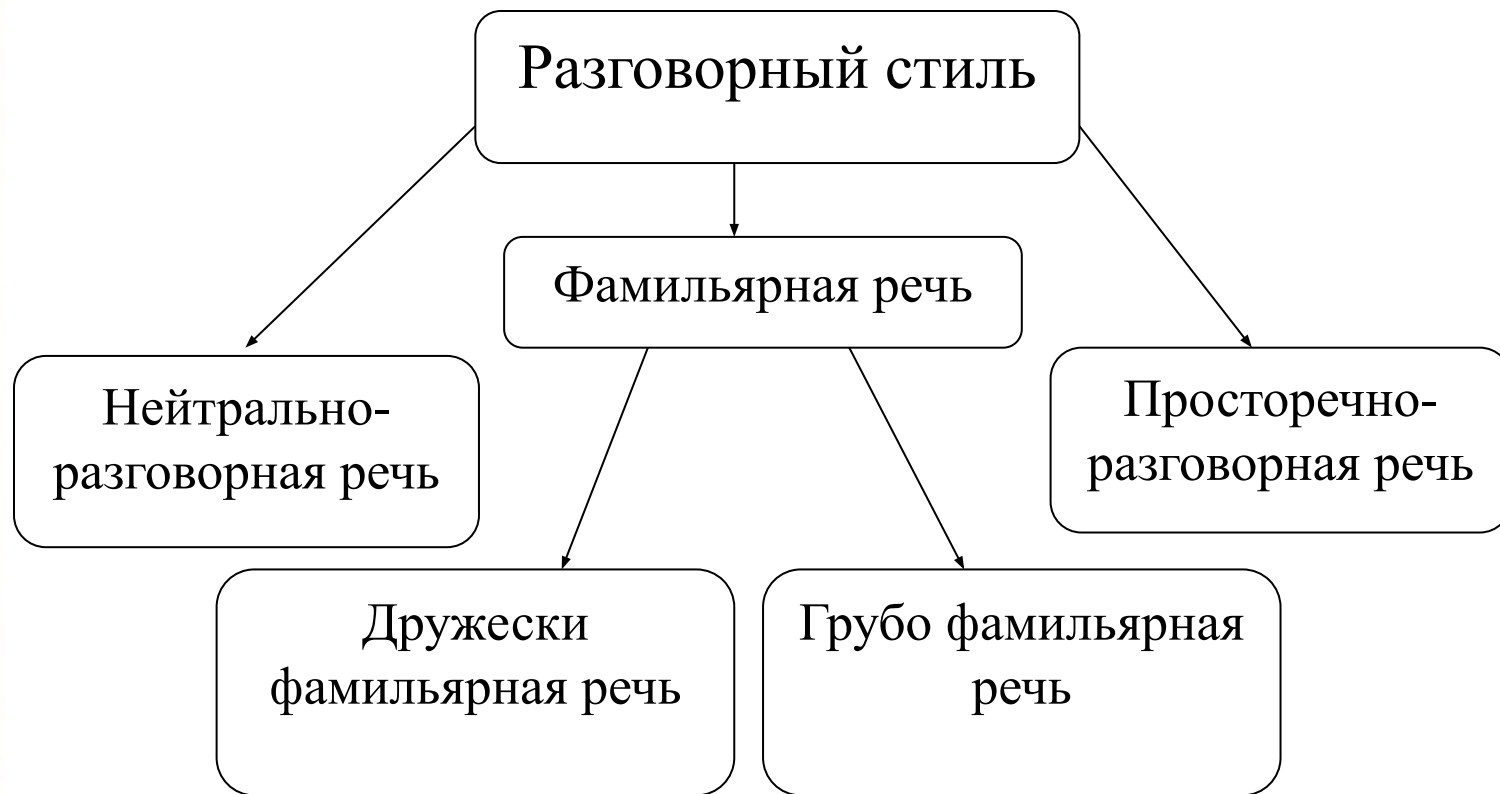 Разговорный стиль
Фамильярная речь
Нейтрально-
разговорная речь
Просторечно-
разговорная речь
Дружески
фамильярная речь
Грубо фамильярная
речь